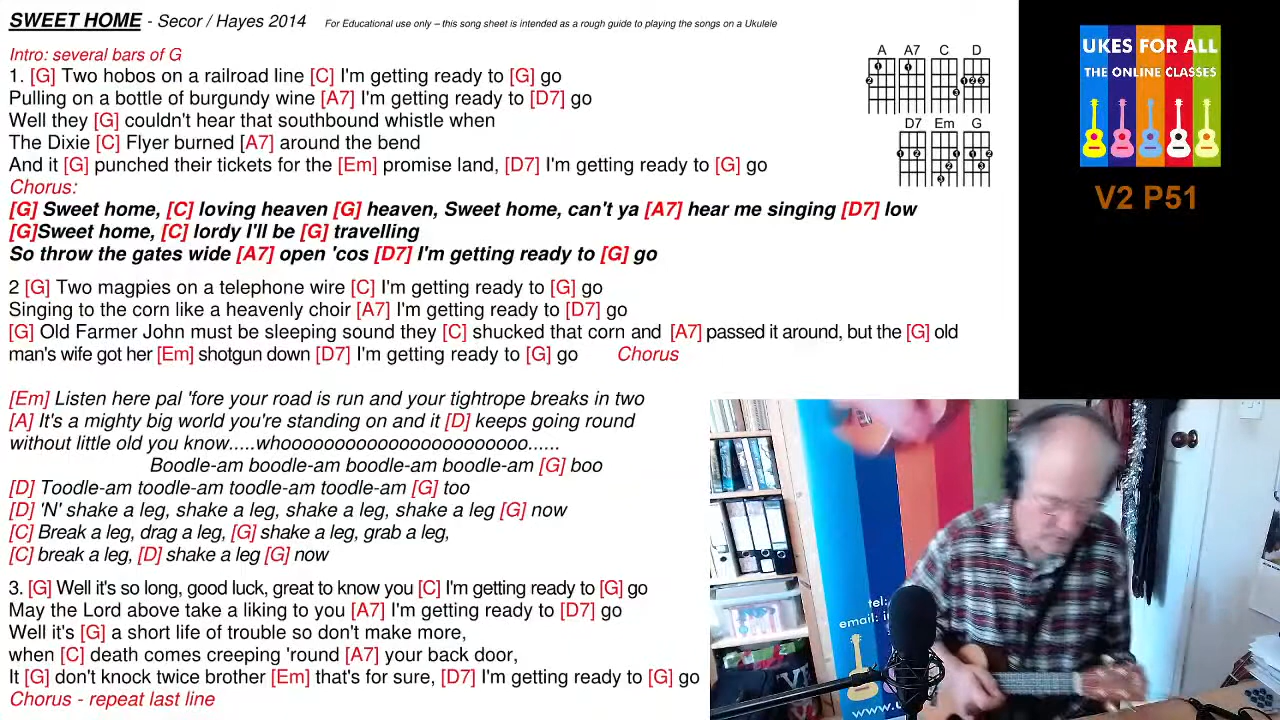 SWEET HOME - Secor / Hayes 2014 For Educational use only – this song sheet is intended as a rough guide to playing the songs on a Ukulele
Intro: several bars of G
1. [G] Two hobos on a railroad line [C] I'm getting ready to [G] go
Pulling on a bottle of burgundy wine [A7] I'm getting ready to [D7] go
Well they [G] couldn't hear that southbound whistle when
The Dixie [C] Flyer burned [A7] around the bend
And it [G] punched their tickets for the [Em] promise land, [D7] I'm getting ready to [G] go
Chorus:
[G] Sweet home, [C] loving heaven [G] heaven, Sweet home, can't ya [A7] hear me singing [D7] low
[G]Sweet home, [C] lordy I'll be [G] travelling
So throw the gates wide [A7] open 'cos [D7] I'm getting ready to [G] go
2 [G] Two magpies on a telephone wire [C] I'm getting ready to [G] go
Singing to the corn like a heavenly choir [A7] I'm getting ready to [D7] go
[G] Old Farmer John must be sleeping sound they [C] shucked that corn and [A7] passed it around, but the [G] old
man's wife got her [Em] shotgun down [D7] I'm getting ready to [G] go Chorus
[Em] Listen here pal 'fore your road is run and your tightrope breaks in two
[A] It's a mighty big world you're standing on and it [D] keeps going round
without little old you know.....whooooooooooooooooooooooo......
Boodle-am boodle-am boodle-am boodle-am [G] boo
[D] Toodle-am toodle-am toodle-am toodle-am [G] too
[D] 'N' shake a leg, shake a leg, shake a leg, shake a leg [G] now
[C] Break a leg, drag a leg, [G] shake a leg, grab a leg,
[C] break a leg, [D] shake a leg [G] now
3. [G] Well it's so long, good luck, great to know you [C] I'm getting ready to [G] go
May the Lord above take a liking to you [A7] I'm getting ready to [D7] go
Well it's [G] a short life of trouble so don't make more,
when [C] death comes creeping 'round [A7] your back door,
It [G] don't knock twice brother [Em] that's for sure, [D7] I'm getting ready to [G] go
Chorus - repeat last line
A A7 C D
D7 Em G
UKES FOR ALL
THE ONLINE CLASSES
V2 P51
tel:
email:
www.u